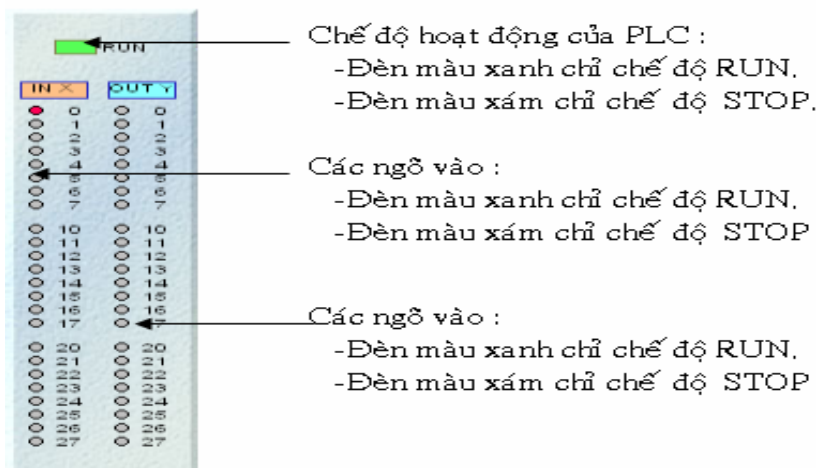 RUN
IN X OUT Y
0 0
1 1
2 2
3 3
4 4
5 5
6 6
7 7
10 10
11 11
12 12
13 13
14 14
15 15
16 16
17 17
20 20
21 21
22 22
23 23
24 24
25 25
26 26
27 27
Chế độ hoạt động của PLC :
-Đèn màu xanh chỉ chế độ RUN.
-Đèn màu xám chỉ chế độ STOP.
Các ngõ vào :
-Đèn màu xanh chỉ chế độ RUN.
-Đèn màu xám chỉ chế độ STOP
Các ngõ vào :
-Đèn màu xanh chỉ chế độ RUN.
-Đèn màu xám chỉ chế độ STOP